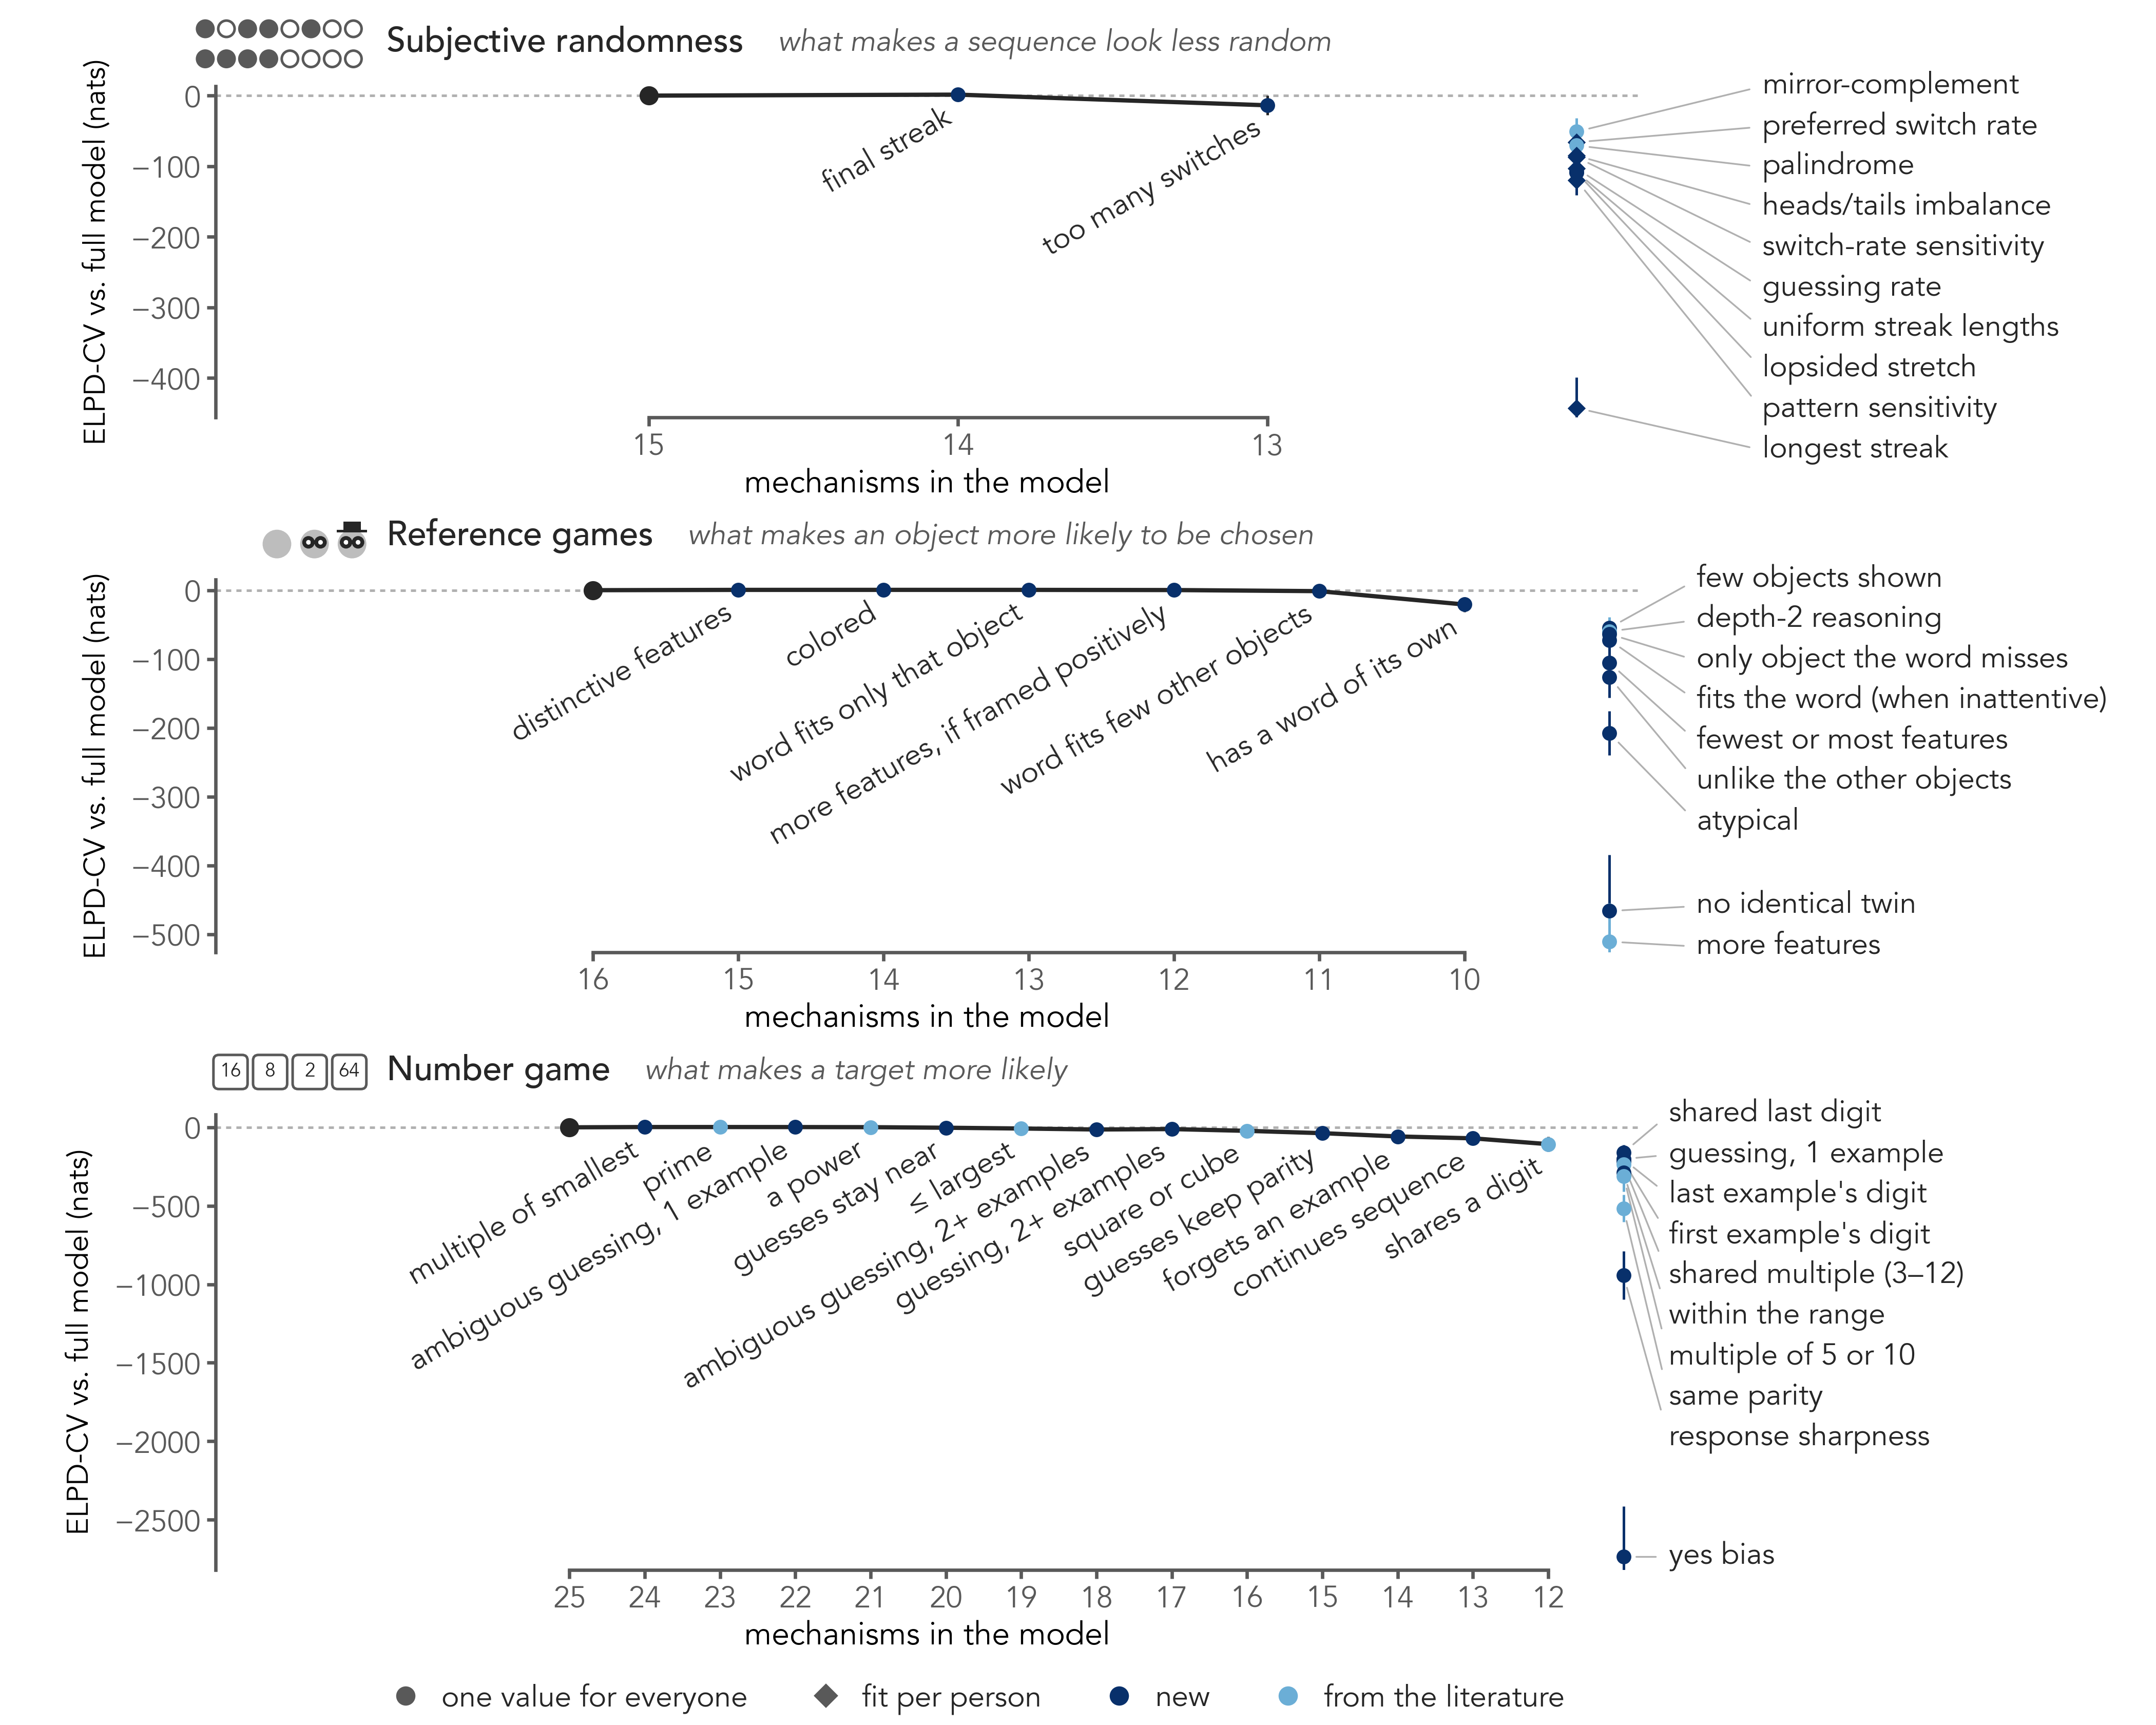 Subjective randomness what makes a sequence look less random
ELPD-CV vs. full model (nats)
0
−100
−200
−300
−400
final streak
too many switches
mirror-complement
preferred switch rate
palindrome
heads/tails imbalance
switch-rate sensitivity
guessing rate
uniform streak lengths
lopsided stretch
pattern sensitivity
longest streak
15 14 13
mechanisms in the model
Reference games what makes an object more likely to be chosen
ELPD-CV vs. full model (nats)
0
−100
−200
−300
−400
−500
distinctive features
colored
word fits only that object
more features, if framed positively
word fits few other objects
has a word of its own
few objects shown
depth-2 reasoning
only object the word misses
fits the word (when inattentive)
fewest or most features
unlike the other objects
atypical
no identical twin
more features
16 15 14 13 12 11 10
mechanisms in the model
16 8 2 64
Number game what makes a target more likely
ELPD-CV vs. full model (nats)
0
−500
−1000
−1500
−2000
−2500
multiple of smallest
prime
ambiguous guessing, 1 example
a power
guesses stay near
≤ largest
ambiguous guessing, 2+ examples
guessing, 2+ examples
square or cube
guesses keep parity
forgets an example
continues sequence
shares a digit
shared last digit
guessing, 1 example
last example's digit
first example's digit
shared multiple (3–12)
within the range
multiple of 5 or 10
same parity
response sharpness
yes bias
25 24 23 22 21 20 19 18 17 16 15 14 13 12
mechanisms in the model
one value for everyone fit per person new from the literature